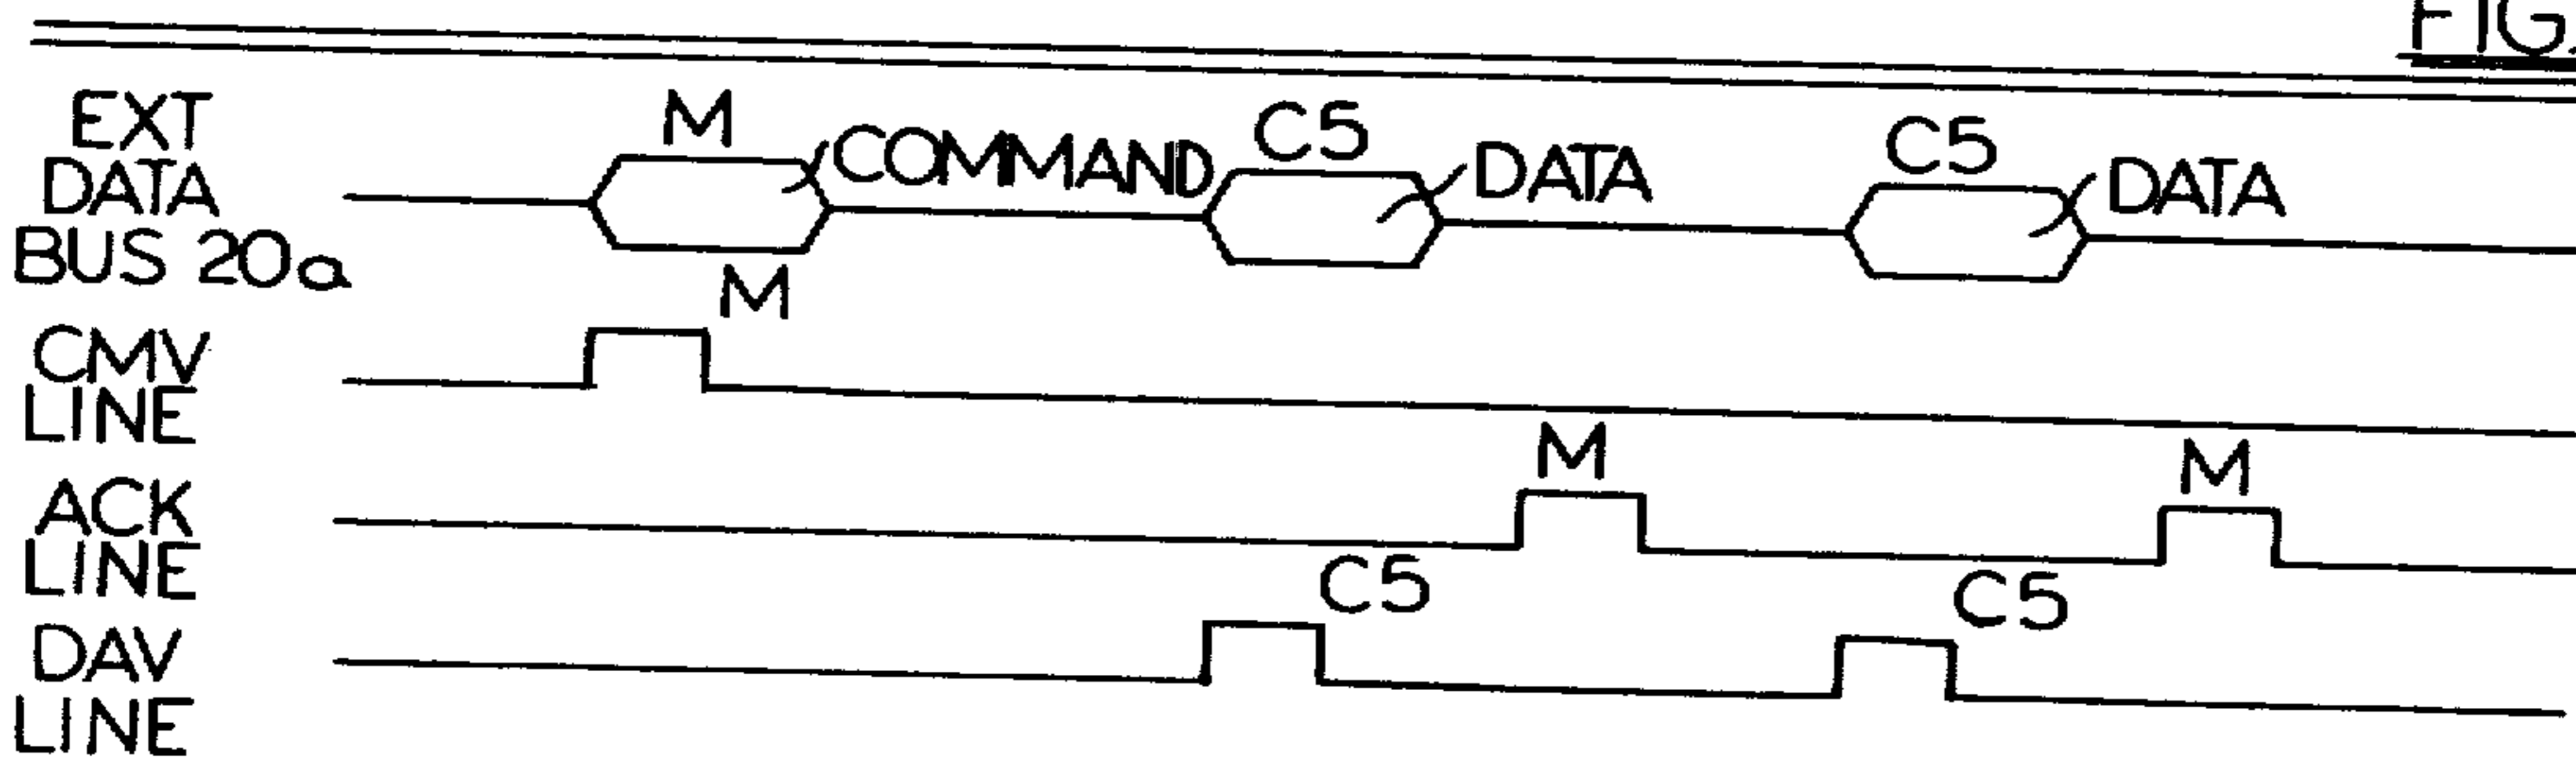 FIG.
EXT
DATA
BUS 20a
M
COMMAND
C5
DATA
C5
DATA
CMV
LINE
M
ACK
LINE
M
M
DAV
LINE
C5
C5